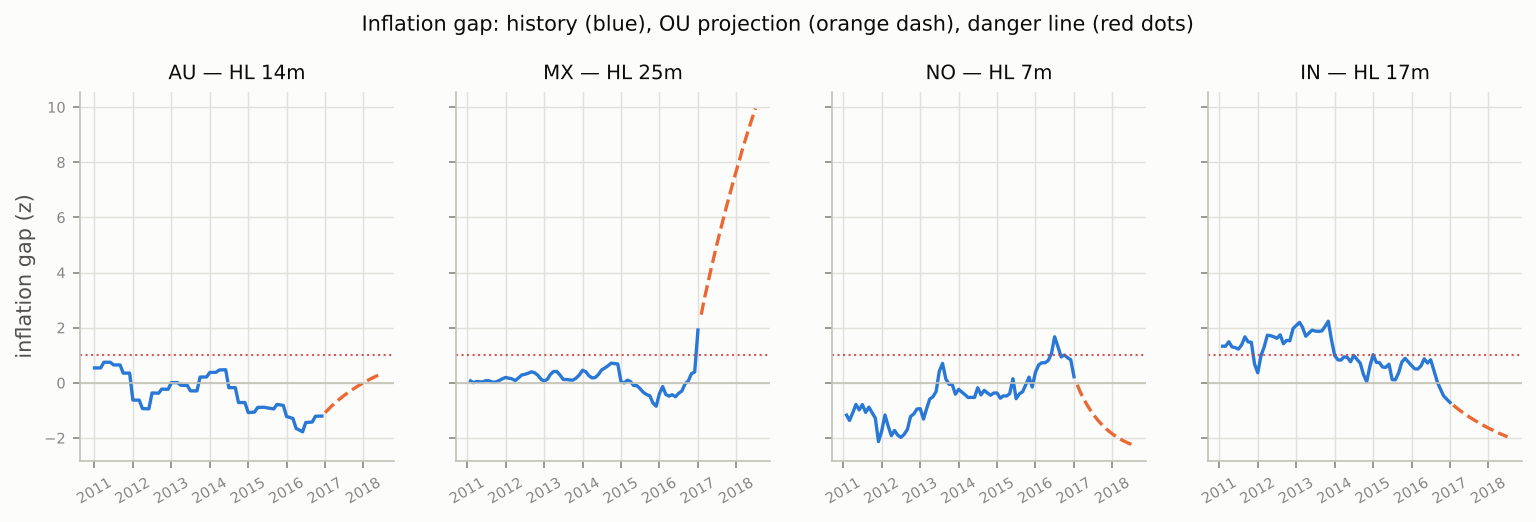 Inflation gap: history (blue), OU projection (orange dash), danger line (red dots)
AU — HL 14m
MX — HL 25m
NO — HL 7m
IN — HL 17m
inflation gap (z)
10
8
6
4
2
0
−2
2011 2012 2013 2014 2015 2016 2017 2018
2011 2012 2013 2014 2015 2016 2017 2018
2011 2012 2013 2014 2015 2016 2017 2018
2011 2012 2013 2014 2015 2016 2017 2018